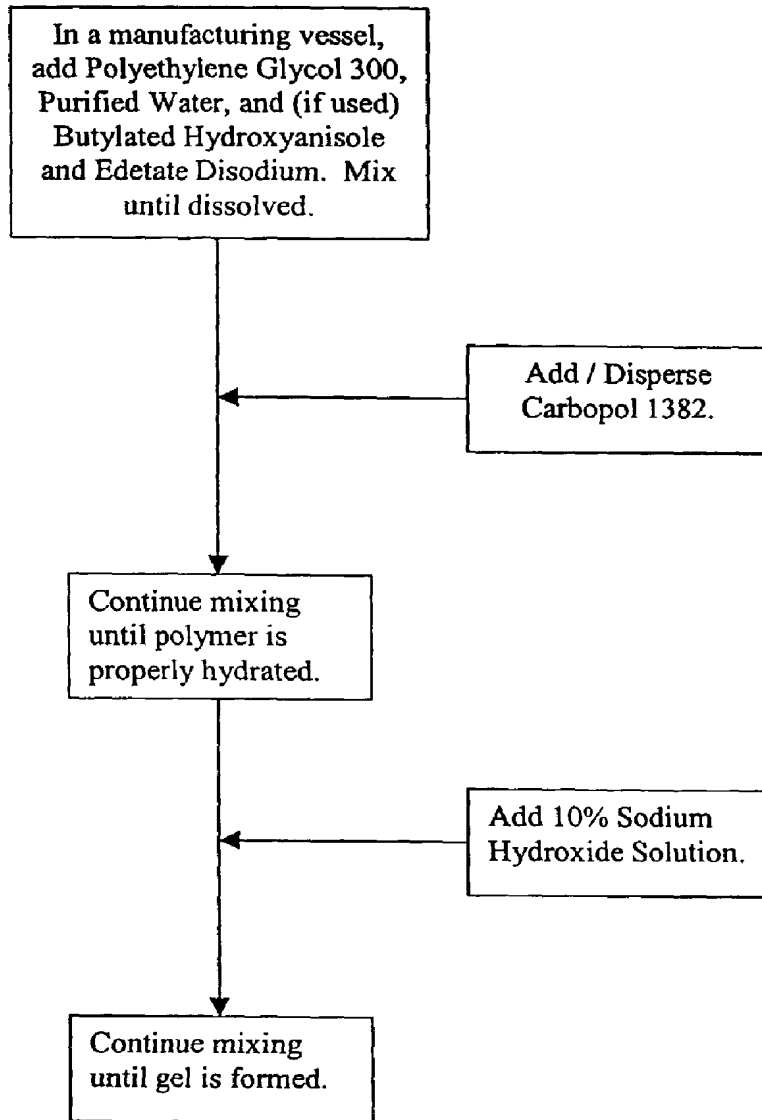 In a manufacturing vessel,
add Polyethylene Glycol 300,
Purified Water, and (if used)
Butylated Hydroxyanisole
and Edetate Disodium. Mix
until dissolved.
Add / Disperse
Carbopol 1382.
Continue mixing
until polymer is
properly hydrated.
Add 10% Sodium
Hydroxide Solution.
Continue mixing
until gel is formed.